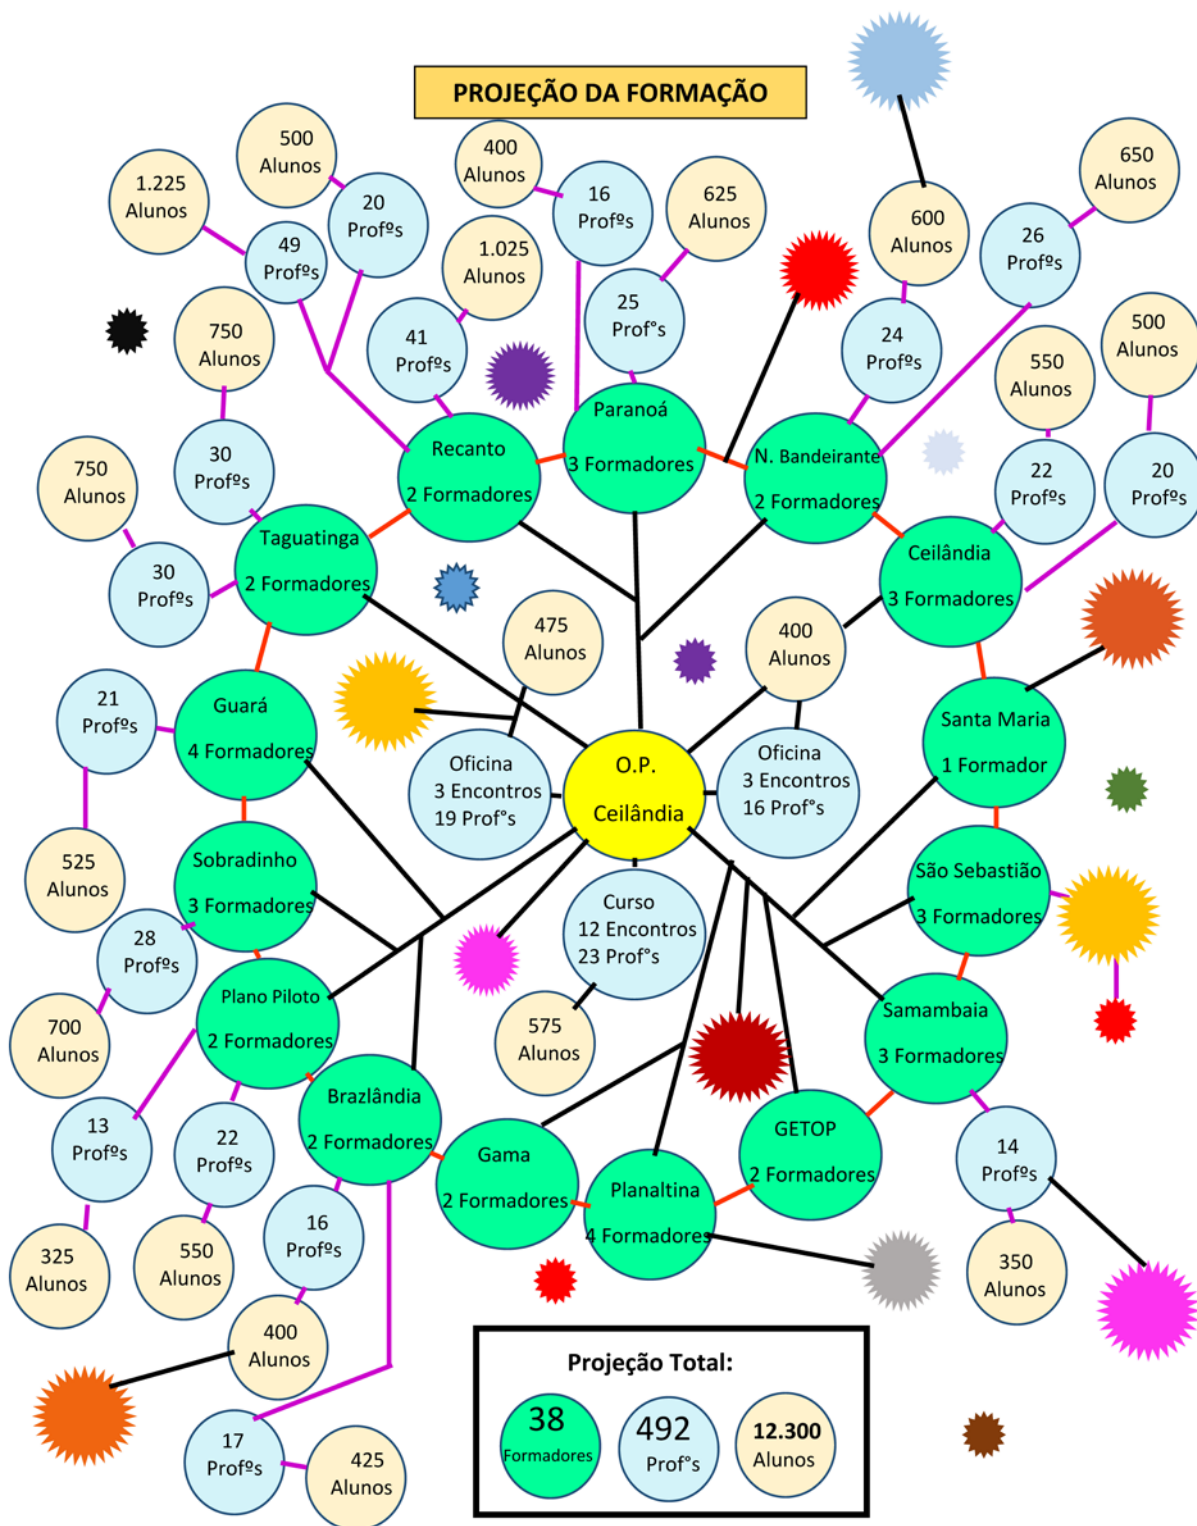 PROJEÇÃO DA FORMAÇÃO
500
Alunos
1.225
Alunos
20
Profºs
49
Profºs
400
Alunos
16
Profºs
625
Alunos
1.025
Alunos
25
Prof°s
41
Profºs
600
Alunos
650
Alunos
26
Profºs
24
Profºs
550
Alunos
500
Alunos
22
Profºs
20
Profºs
750
Alunos
30
Profºs
750
Alunos
30
Profºs
Recanto
2 Formadores
Paranoá
3 Formadores
N. Bandeirante
2 Formadores
Ceilândia
3 Formadores
Taguatinga
2 Formadores
475
Alunos
400
Alunos
21
Profºs
Guará
4 Formadores
Oficina
3 Encontros
19 Prof°s
O.P.
Ceilândia
Oficina
3 Encontros
16 Prof°s
Santa Maria
1 Formador
525
Alunos
Sobradinho
3 Formadores
São Sebastião
3 Formadores
28
Profºs
Curso
12 Encontros
23 Prof°s
700
Alunos
Plano Piloto
2 Formadores
575
Alunos
Samambaia
3 Formadores
13
Profºs
22
Profºs
Brazlândia
2 Formadores
Gama
2 Formadores
Planaltina
4 Formadores
GETOP
2 Formadores
14
Profºs
325
Alunos
550
Alunos
16
Profºs
350
Alunos
400
Alunos
17
Profºs
425
Alunos
Projeção Total:
38
Formadores
492
Prof°s
12.300
Alunos